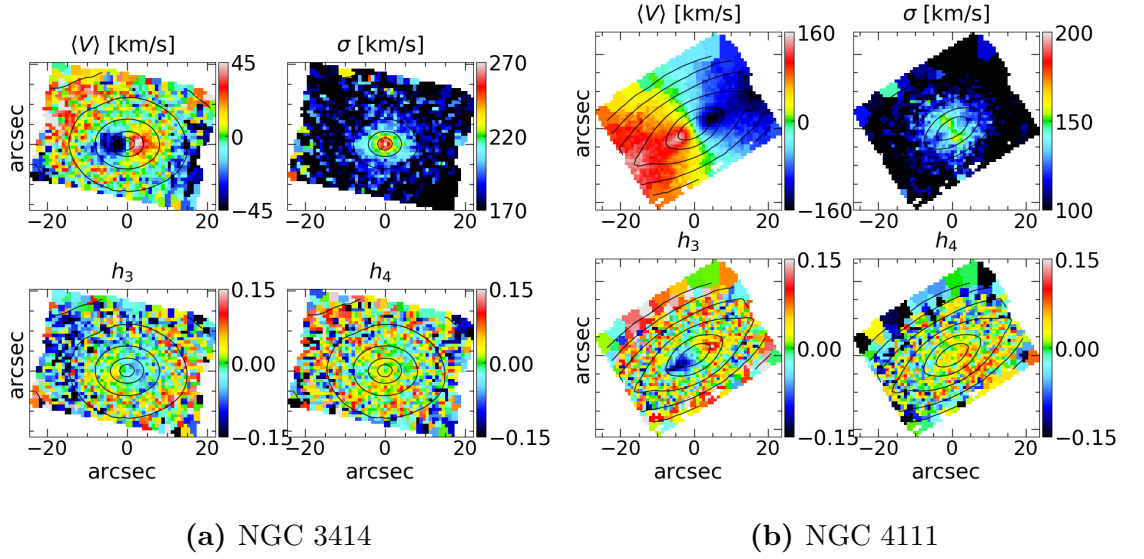 ⟨V⟩ [km/s]
σ [km/s]
⟨V⟩ [km/s]
σ [km/s]
arcsec
45
0
−45
270
220
170
−20 0 20
−20 0 20
arcsec
160
0
−160
200
150
100
−20 0 20
−20 0 20
h₃
h₄
h₃
h₄
arcsec
0.15
0.00
−0.15
0.15
0.00
−0.15
−20 0 20
−20 0 20
arcsec
arcsec
arcsec
0.15
0.00
−0.15
0.15
0.00
−0.15
−20 0 20
−20 0 20
arcsec
arcsec
(a) NGC 3414
(b) NGC 4111